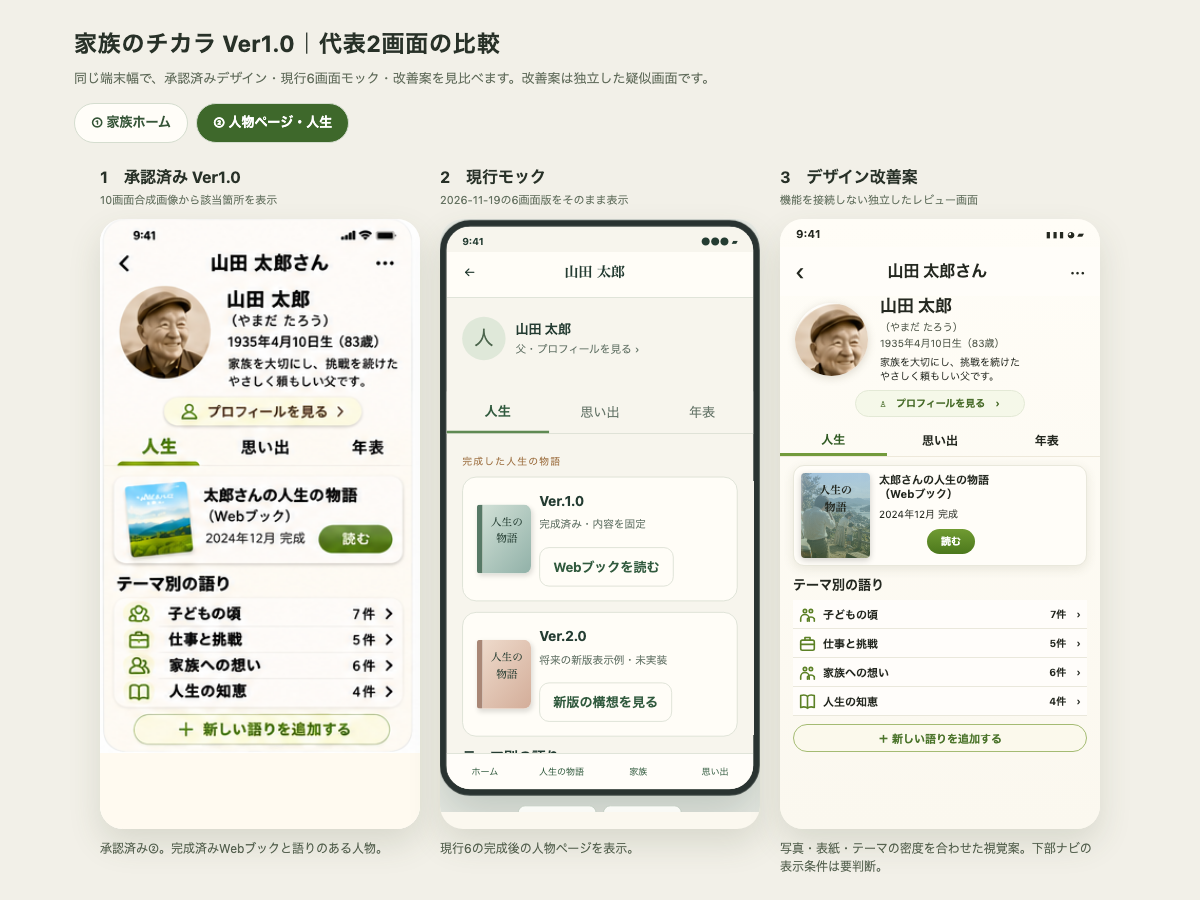 家族のチカラ Ver1.0｜代表2画面の比較
同じ端末幅で、承認済みデザイン・現行6画面モック・改善案を見比べます。改善案は独立した疑似画面です。
① 家族ホーム
② 人物ページ・人生
1　承認済み Ver1.0
10画面合成画像から該当箇所を表示
9:41
山田 太郎さん
山田 太郎
（やまだ たろう）
1935年4月10日生（83歳）
家族を大切にし、挑戦を続けた
やさしく頼もしい父です。
プロフィールを見る
人生
思い出
年表
太郎さんの人生の物語
（Webブック）
2024年12月 完成
読む
テーマ別の語り
子どもの頃 7件
仕事と挑戦 5件
家族への想い 6件
人生の知恵 4件
＋ 新しい語りを追加する
承認済み②。完成済みWebブックと語りのある人物。
2　現行モック
2026-11-19の6画面版をそのまま表示
9:41
← 山田 太郎
人
山田 太郎
父・プロフィールを見る ›
人生
思い出
年表
完成した人生の物語
人生の
物語
Ver.1.0
完成済み・内容を固定
Webブックを読む
人生の
物語
Ver.2.0
将来の新版表示例・未実装
新版の構想を見る
ホーム
人生の物語
家族
思い出
現行6の完成後の人物ページを表示。
3　デザイン改善案
機能を接続しない独立したレビュー画面
9:41
‹ 山田 太郎さん …
山田 太郎
（やまだ たろう）
1935年4月10日生（83歳）
家族を大切にし、挑戦を続けた
やさしく頼もしい父です。
プロフィールを見る ›
人生
思い出
年表
人生の
物語
太郎さんの人生の物語
（Webブック）
2024年12月 完成
読む
テーマ別の語り
子どもの頃 7件 ›
仕事と挑戦 5件 ›
家族への想い 6件 ›
人生の知恵 4件 ›
＋ 新しい語りを追加する
写真・表紙・テーマの密度を合わせた視覚案。下部ナビの
表示条件は要判断。